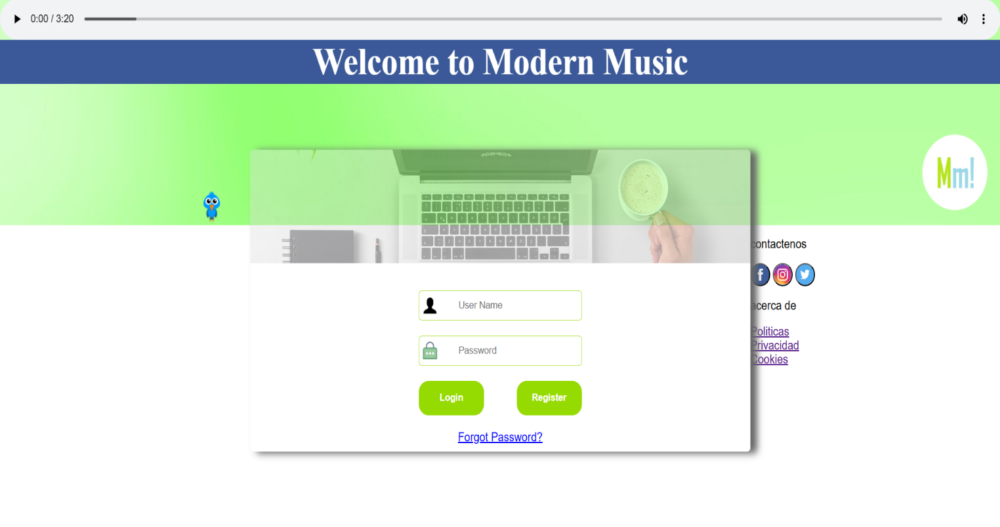 0:00 / 3:20
Welcome to Modern Music
Mm!
contactenos
User Name
acerca de
Politicas
Password
Privacidad
Cookies
Login
Register
Forgot Password?